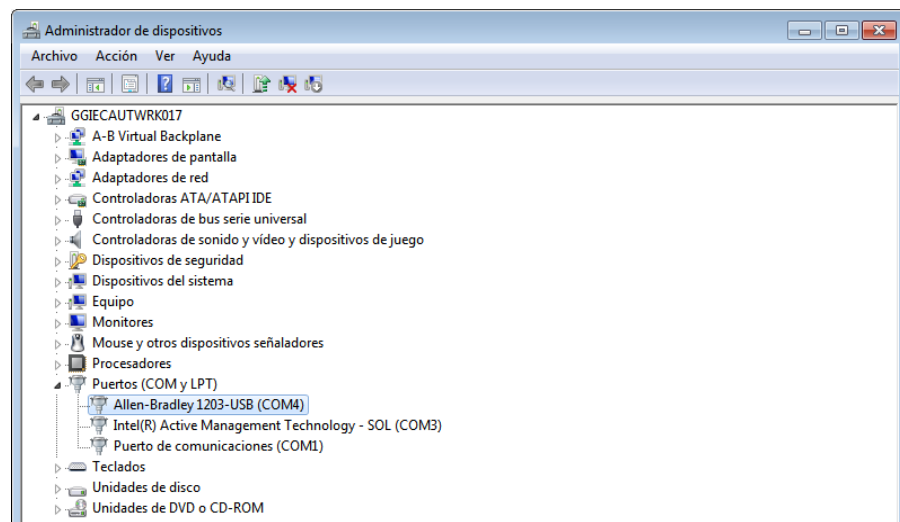 Administrador de dispositivos
Archivo Acción Ver Ayuda
GGIECAUTWRK017
A-B Virtual Backplane
Adaptadores de pantalla
Adaptadores de red
Controladoras ATA/ATAPI IDE
Controladoras de bus serie universal
Controladoras de sonido y vídeo y dispositivos de juego
Dispositivos de seguridad
Dispositivos del sistema
Equipo
Monitores
Mouse y otros dispositivos señaladores
Procesadores
Puertos (COM y LPT)
Allen-Bradley 1203-USB (COM4)
Intel(R) Active Management Technology - SOL (COM3)
Puerto de comunicaciones (COM1)
Teclados
Unidades de disco
Unidades de DVD o CD-ROM